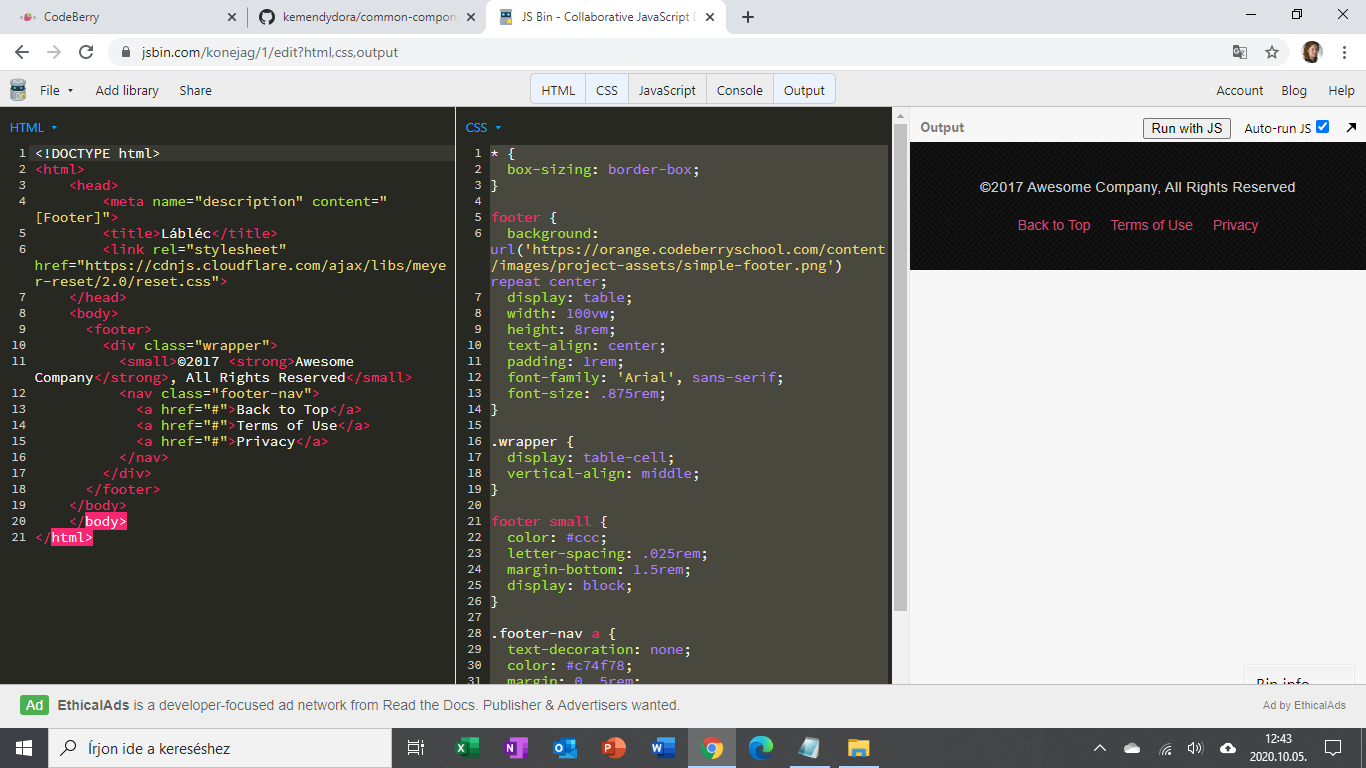 CodeBerry
kemendydora/common-compon
JS Bin - Collaborative JavaScript D
jsbin.com/konejag/1/edit?html,css,output
File
Add library
Share
HTML
CSS
JavaScript
Console
Output
Account
Blog
Help
HTML
1 <!DOCTYPE html>
2 <html>
3 <head>
4 <meta name="description" content="
[Footer]">
5 <title>Lábléc</title>
6 <link rel="stylesheet"
href="https://cdnjs.cloudflare.com/ajax/libs/meye
r-reset/2.0/reset.css">
7 </head>
8 <body>
9 <footer>
10 <div class="wrapper">
11 <small>©2017 <strong>Awesome
Company</strong>, All Rights Reserved</small>
12 <nav class="footer-nav">
13 <a href="#">Back to Top</a>
14 <a href="#">Terms of Use</a>
15 <a href="#">Privacy</a>
16 </nav>
17 </div>
18 </footer>
19 </body>
20 </body>
21 </html>
CSS
1 * {
2 box-sizing: border-box;
3 }
4
5 footer {
6 background:
url('https://orange.codeberryschool.com/content
/images/project-assets/simple-footer.png')
repeat center;
7 display: table;
8 width: 100vw;
9 height: 8rem;
10 text-align: center;
11 padding: 1rem;
12 font-family: 'Arial', sans-serif;
13 font-size: .875rem;
14 }
15
16 .wrapper {
17 display: table-cell;
18 vertical-align: middle;
19 }
20
21 footer small {
22 color: #ccc;
23 letter-spacing: .025rem;
24 margin-bottom: 1.5rem;
25 display: block;
26 }
27
28 .footer-nav a {
29 text-decoration: none;
30 color: #c74f78;
31 margin: 0 .5rem;
Output
Run with JS
Auto-run JS
©2017 Awesome Company, All Rights Reserved
Back to Top Terms of Use Privacy
Bin info
Ad EthicalAds is a developer-focused ad network from Read the Docs. Publisher & Advertisers wanted.
Ad by EthicalAds
Írjon ide a kereséshez
12:43
2020.10.05.